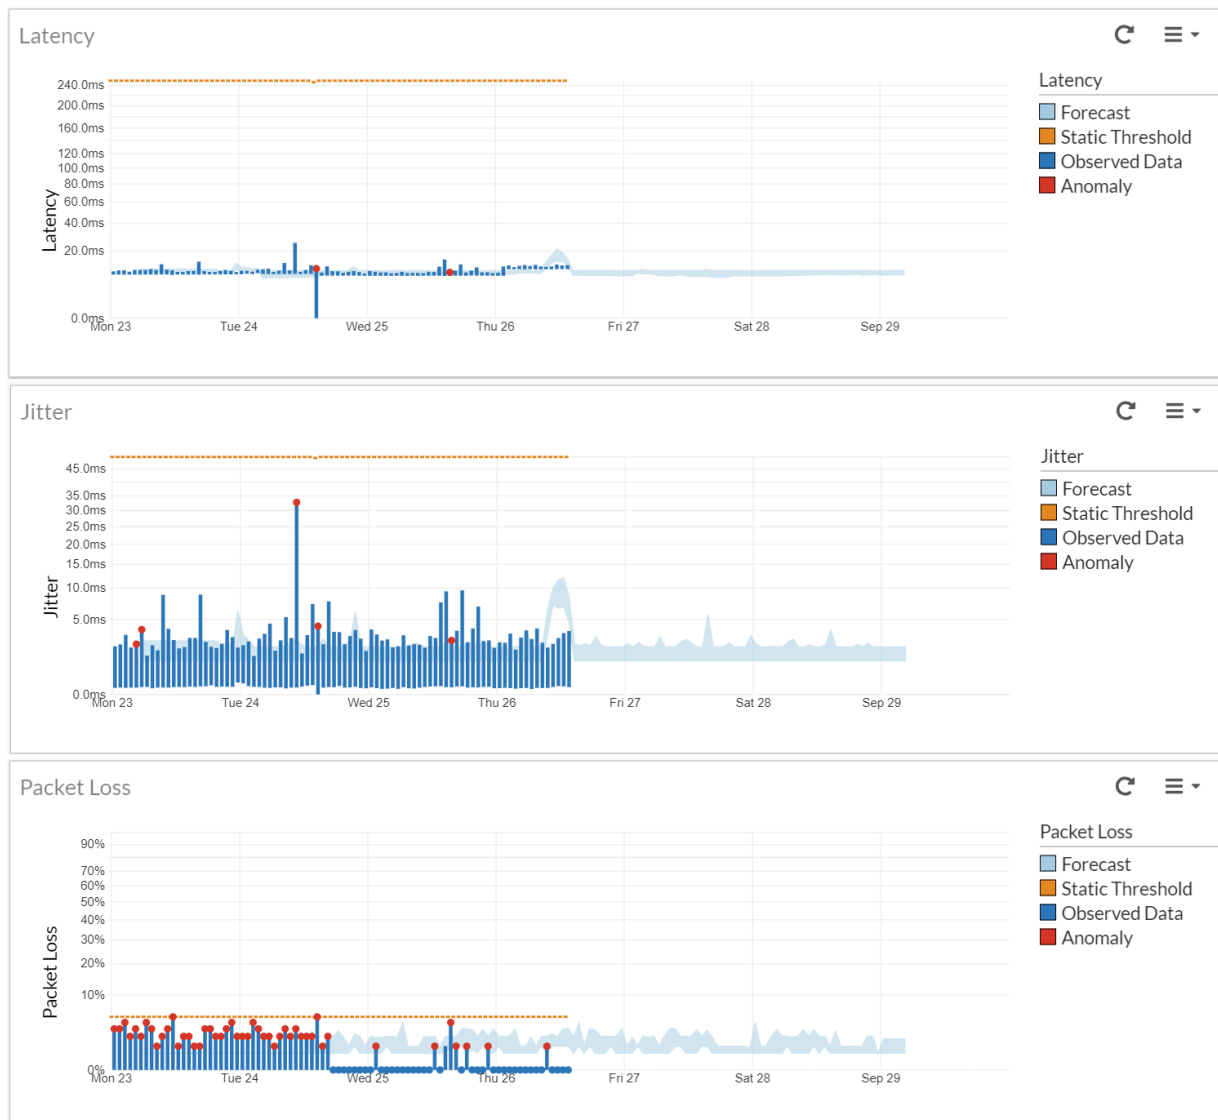 Latency
240.0ms
200.0ms
160.0ms
120.0ms
100.0ms
80.0ms
60.0ms
40.0ms
20.0ms
0.0ms
Latency
Mon 23 Tue 24 Wed 25 Thu 26 Fri 27 Sat 28 Sep 29
Latency
Forecast
Static Threshold
Observed Data
Anomaly
Jitter
45.0ms
35.0ms
30.0ms
25.0ms
20.0ms
15.0ms
10.0ms
5.0ms
0.0ms
Jitter
Mon 23 Tue 24 Wed 25 Thu 26 Fri 27 Sat 28 Sep 29
Jitter
Forecast
Static Threshold
Observed Data
Anomaly
Packet Loss
90%
70%
60%
50%
40%
30%
20%
10%
0%
Packet Loss
Mon 23 Tue 24 Wed 25 Thu 26 Fri 27 Sat 28 Sep 29
Packet Loss
Forecast
Static Threshold
Observed Data
Anomaly